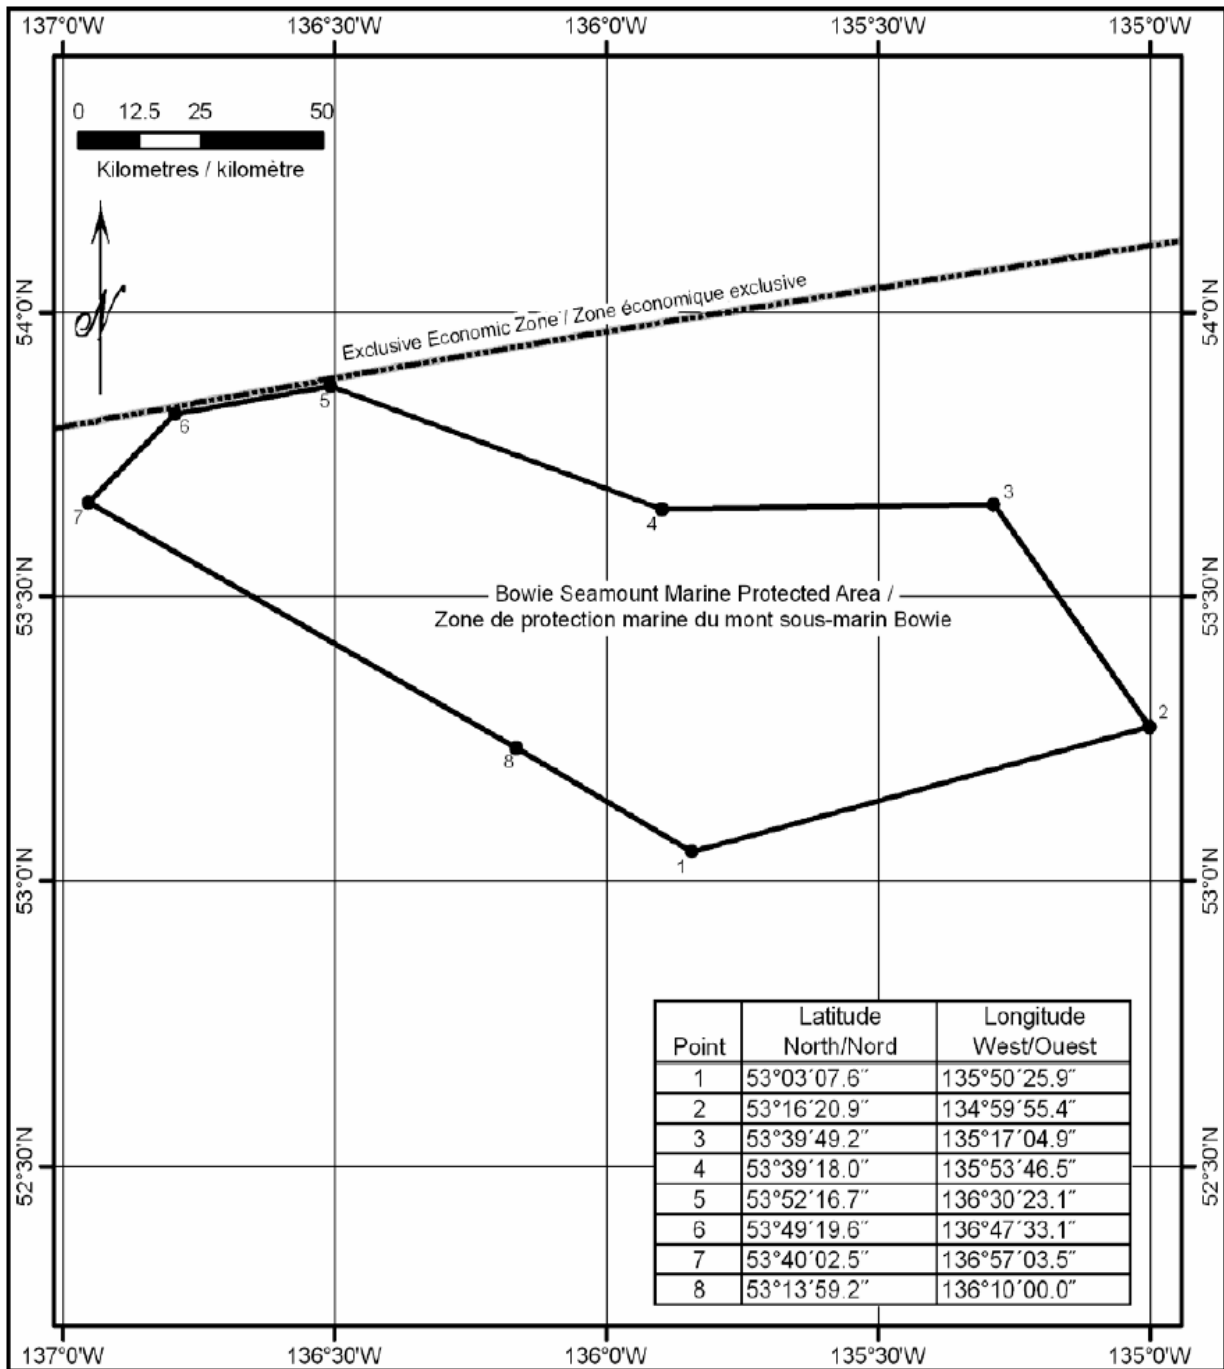 137°0'W 136°30'W 136°0'W 135°30'W 135°0'W
0 12.5 25 50
Kilometres / kilomètre
N
54°0'N 54°0'N
Exclusive Economic Zone / Zone économique exclusive
5
6
7
4
3
53°30'N 53°30'N
Bowie Seamount Marine Protected Area /
Zone de protection marine du mont sous-marin Bowie
2
8
1
53°0'N 53°0'N
Point Latitude North/Nord Longitude West/Ouest
1 53°03´07.6˝ 135°50´25.9˝
2 53°16´20.9˝ 134°59´55.4˝
3 53°39´49.2˝ 135°17´04.9˝
4 53°39´18.0˝ 135°53´46.5˝
5 53°52´16.7˝ 136°30´23.1˝
6 53°49´19.6˝ 136°47´33.1˝
7 53°40´02.5˝ 136°57´03.5˝
8 53°13´59.2˝ 136°10´00.0˝
52°30'N 52°30'N
137°0'W 136°30'W 136°0'W 135°30'W 135°0'W